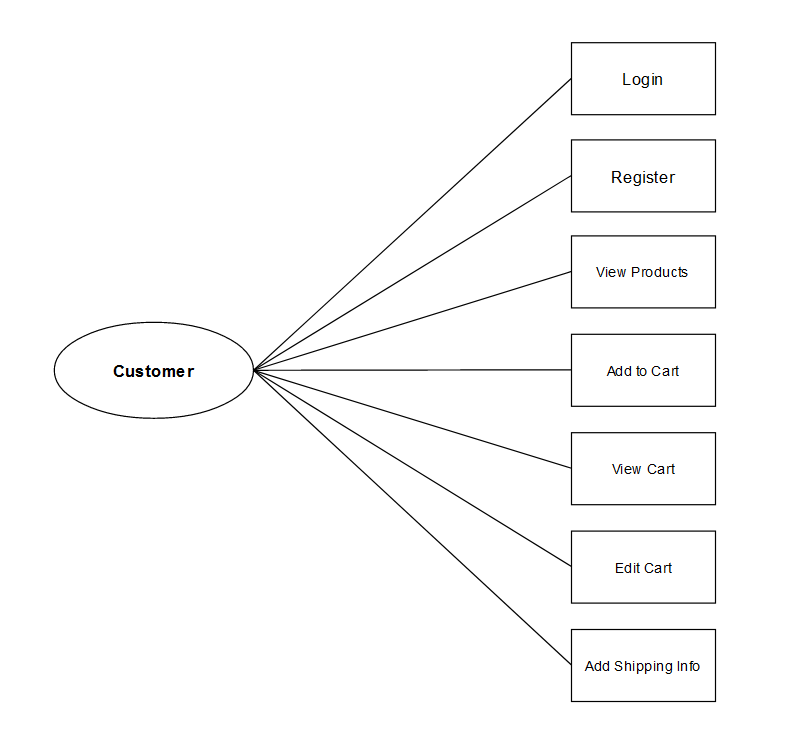 Login
Register
View Products
Customer
Add to Cart
View Cart
Edit Cart
Add Shipping Info